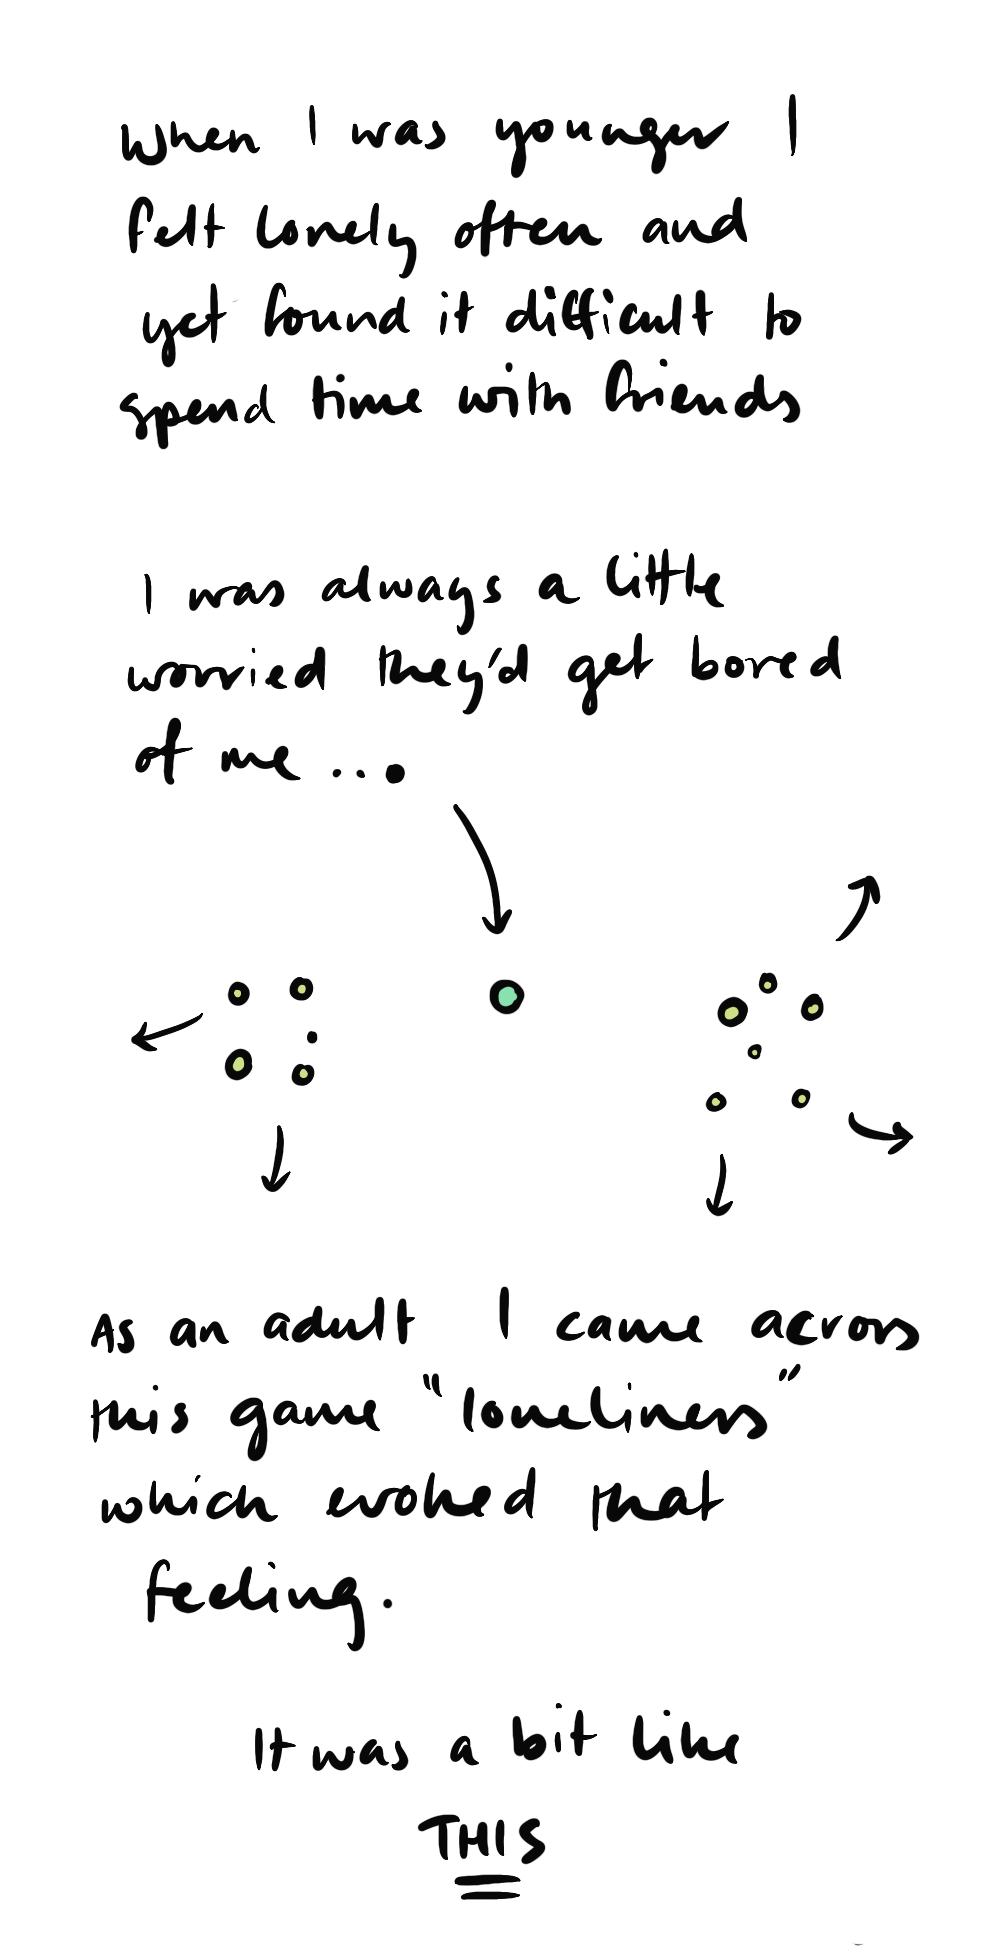 When I was younger I
felt lonely often and
yet found it difficult to
spend time with friends
I was always a little
worried they'd get bored
of me ...
As an adult I came across
this game "loneliness"
which evoked that
feeling.
It was a bit like
THIS